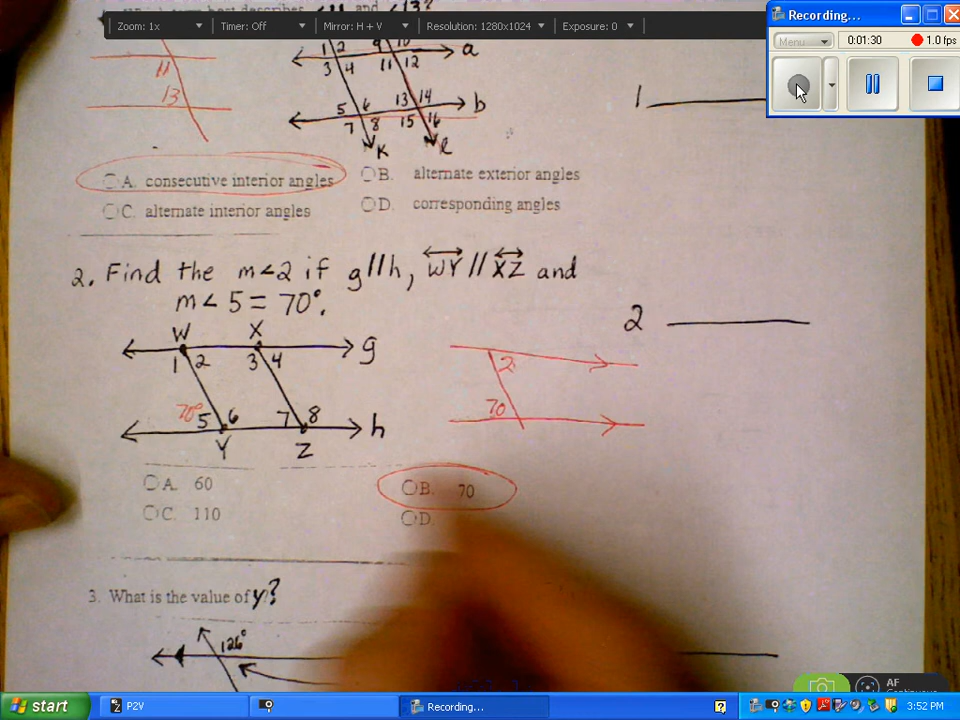 Zoom: 1x Timer: Off Mirror: H + V Resolution: 1280x1024 Exposure: 0
Recording...
Menu 0:01:30 1.0 fps
and ∠13?
1 2 9 10 a
3 4 11 12
11
13
5 6 13 14 b
7 8 15 16
K ℓ
1
A. consecutive interior angles B. alternate exterior angles
C. alternate interior angles D. corresponding angles
2. Find the m∠2 if g//h, WY // XZ and
m∠5 = 70°.
2
W X
g
1 2 3 4
2
70° 5 6 7 8 h
70
Y Z
A. 60 B. 70
C. 110 D.
3. What is the value of y?
126°
AF
Continuous
start P2V Recording... 3:52 PM